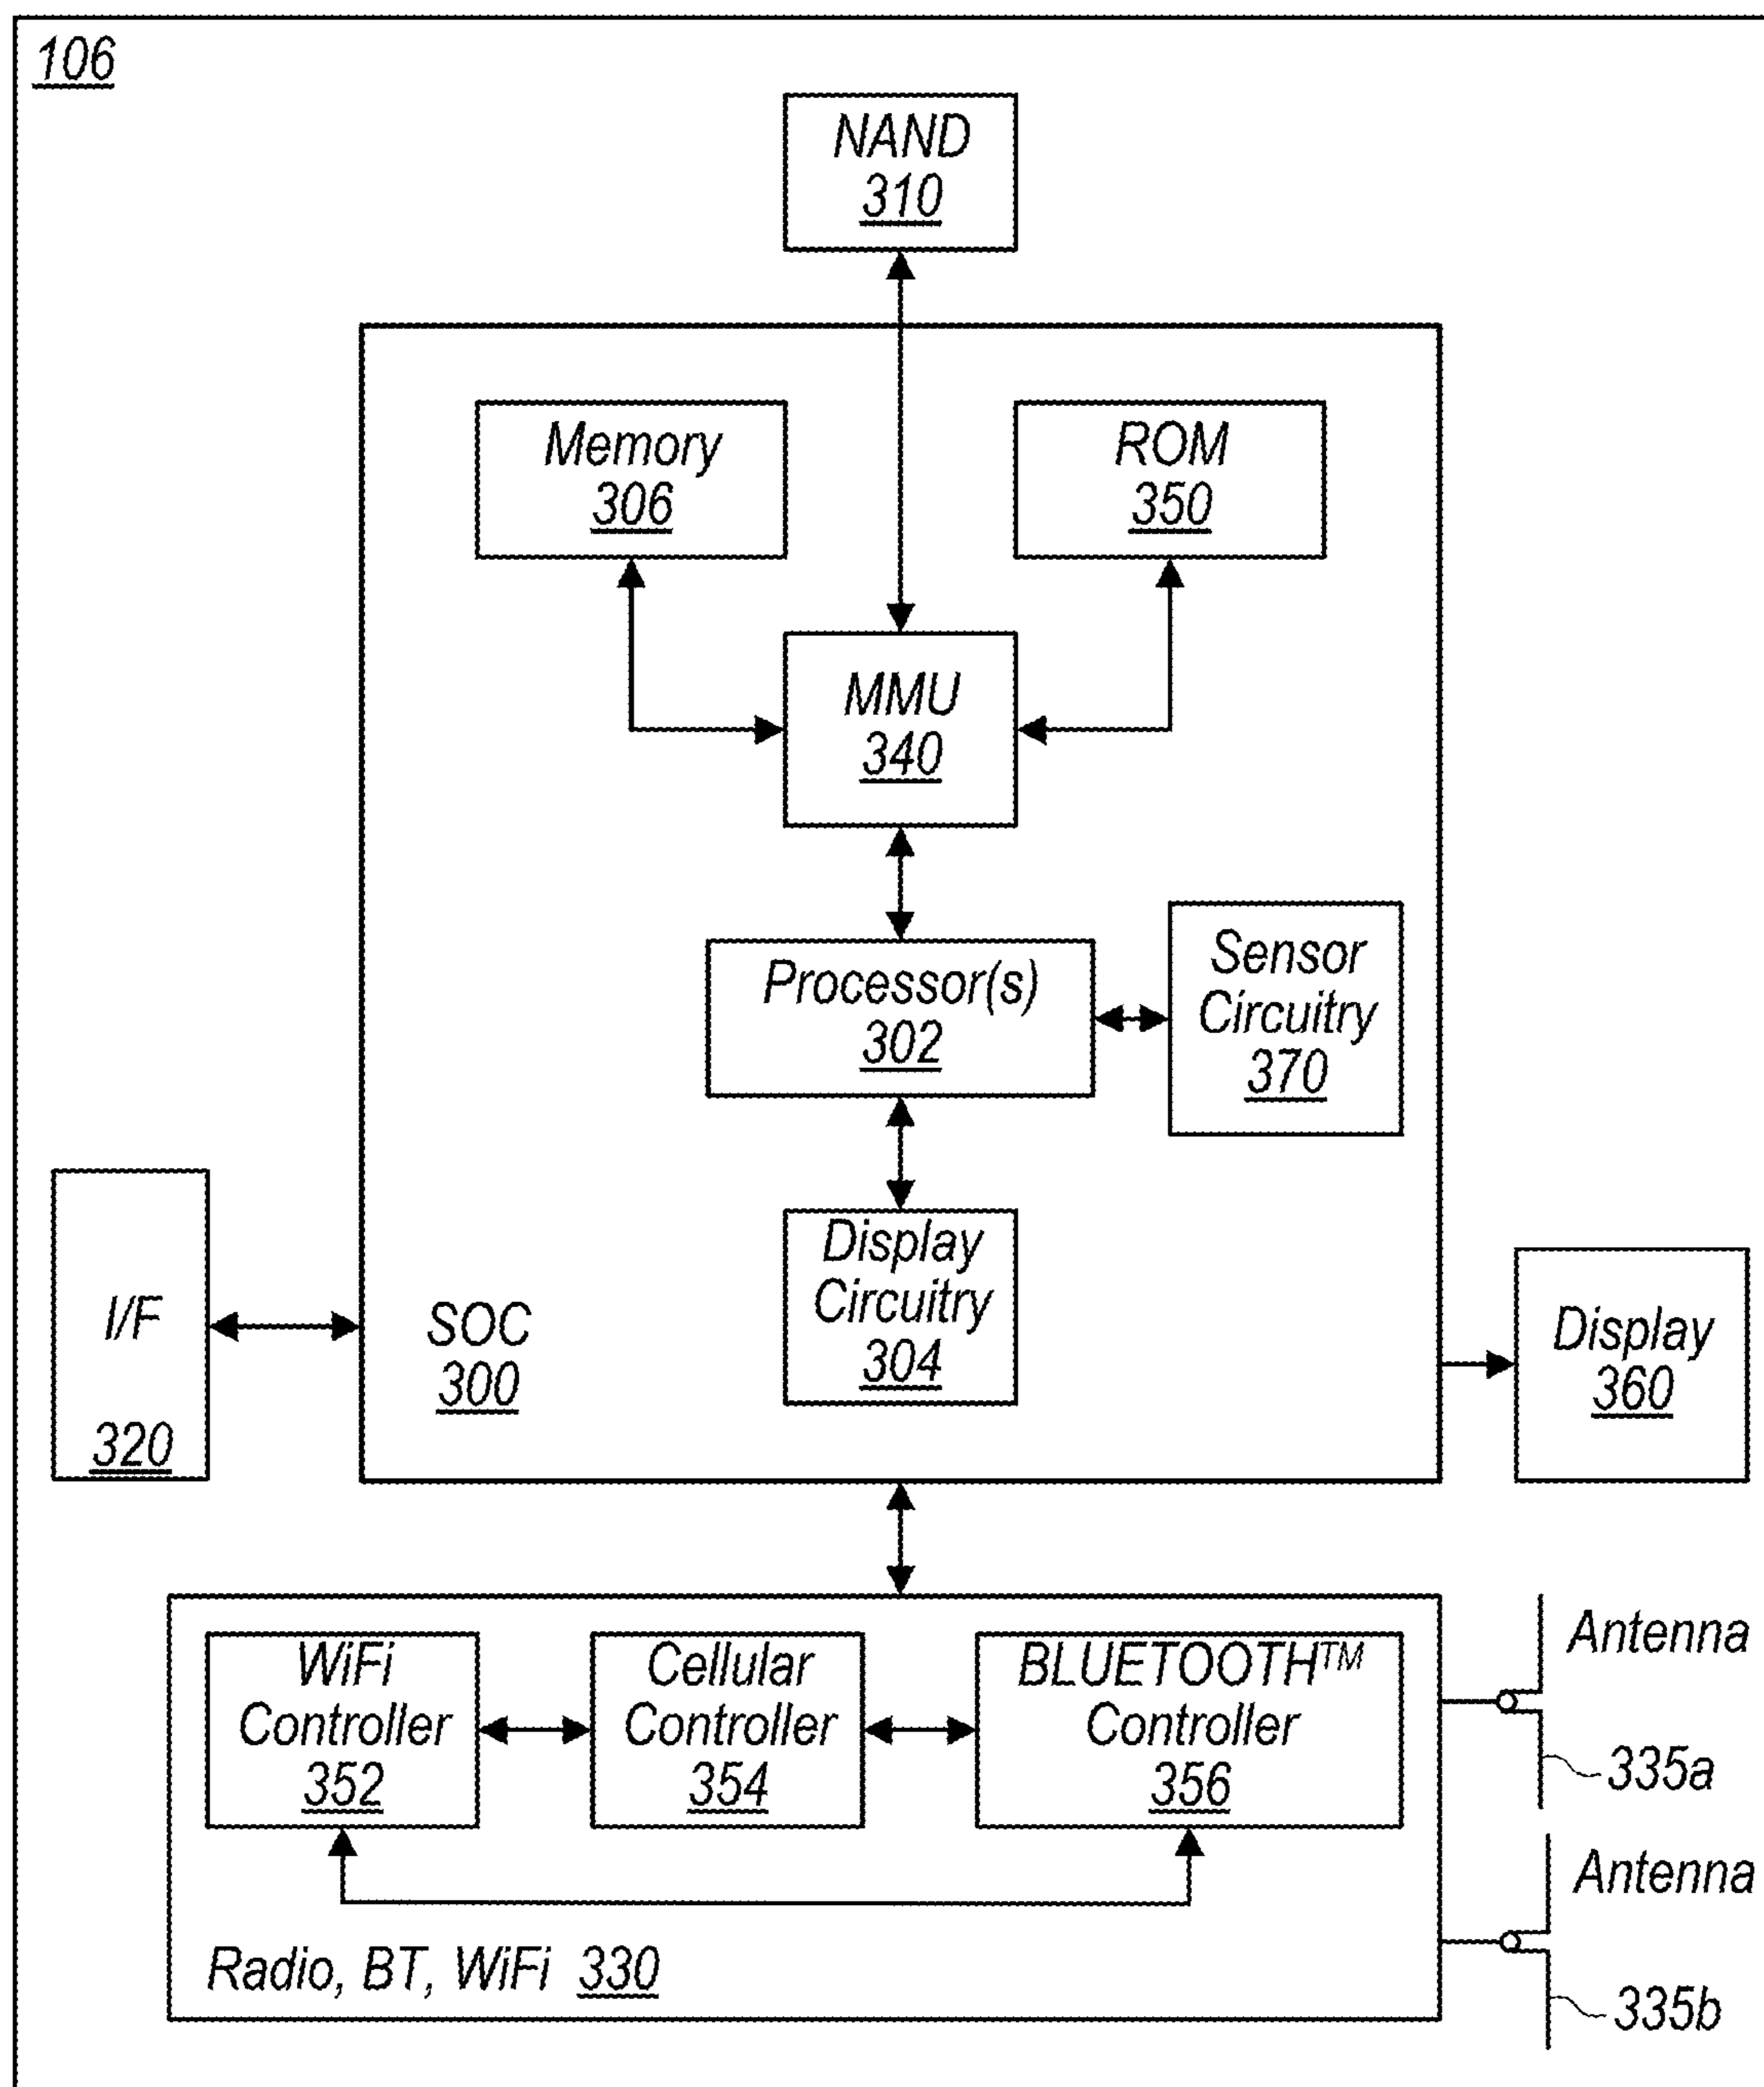 106
NAND
310
Memory
306
ROM
350
MMU
340
Processor(s)
302
Sensor
Circuitry
370
Display
Circuitry
304
SOC
300
I/F
320
Display
360
WiFi
Controller
352
Cellular
Controller
354
BLUETOOTH™
Controller
356
Radio, BT, WiFi 330
Antenna
335a
Antenna
335b